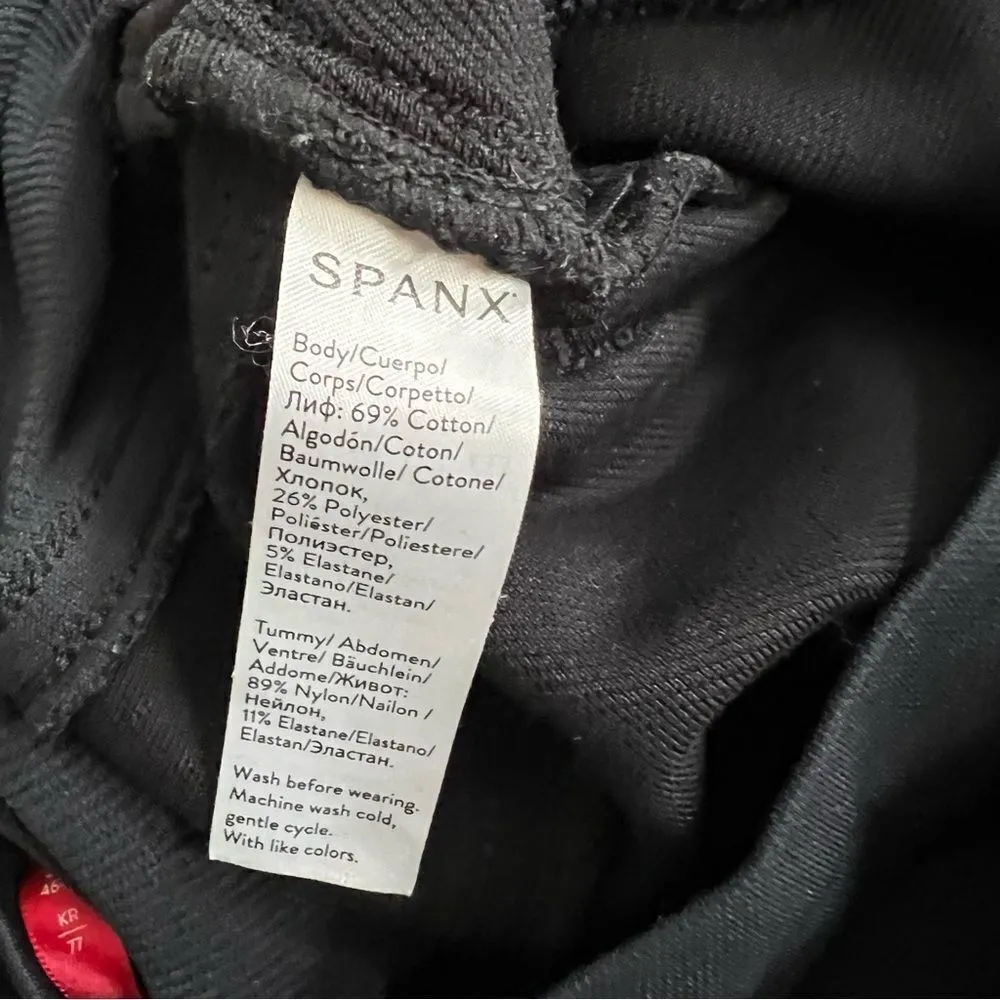 SPANX
Body/Cuerpo/
Corps/Corpetto/
Лиф: 69% Cotton/
Algodón/Coton/
Baumwolle/ Cotone/
Хлопок,
26% Polyester/
Poliéster/Poliestere/
Полиэстер,
5% Elastane/
Elastano/Elastan/
Эластан.
Tummy/ Abdomen/
Ventre/ Bäuchlein/
Addome/Живот:
89% Nylon/Nailon /
Нейлон,
11% Elastane/Elastano/
Elastan/Эластан.
Wash before wearing.
Machine wash cold,
gentle cycle.
With like colors.
KR
77